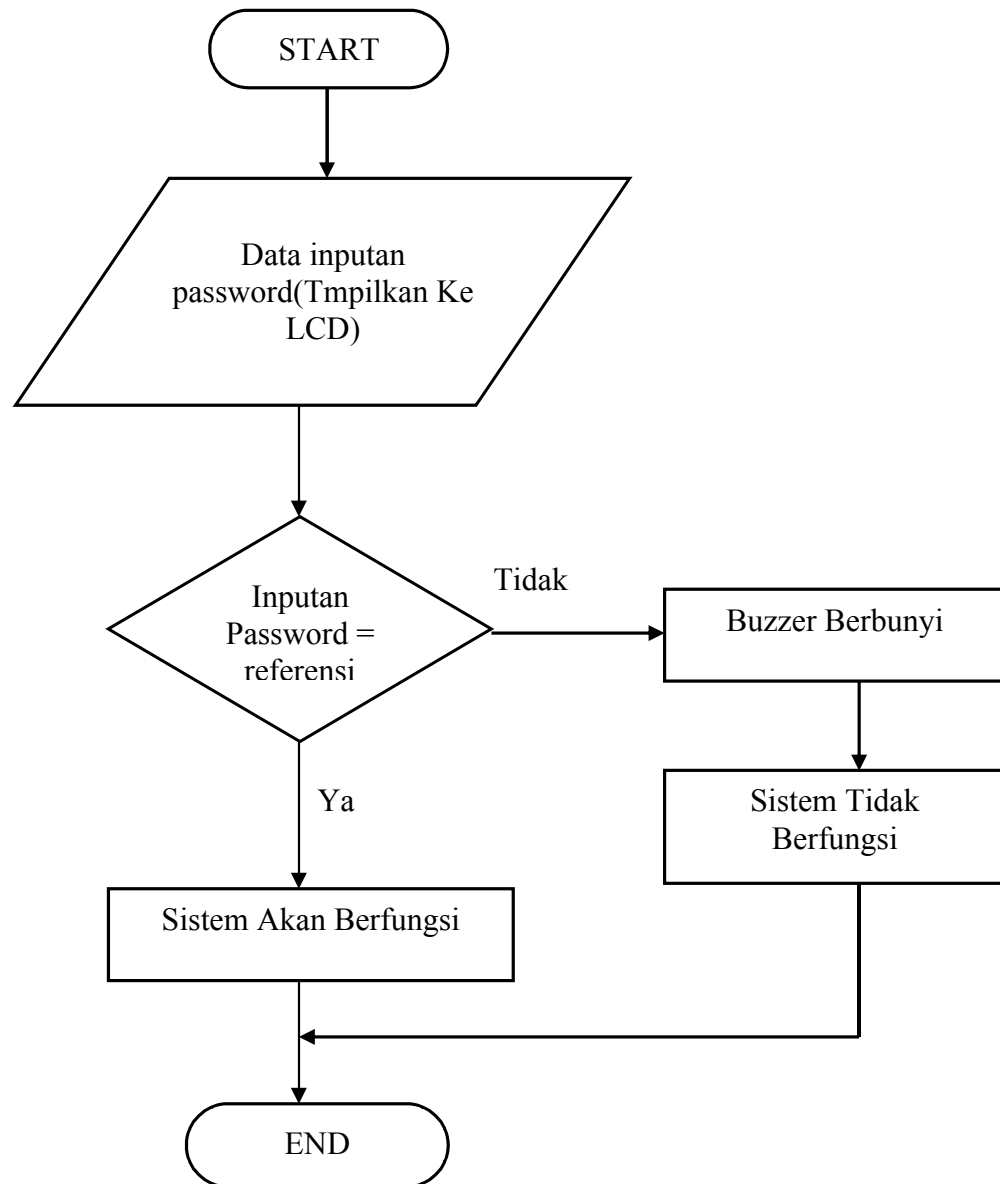 START
Data inputan
password(Tmpilkan Ke
LCD)
Inputan
Password =
referensi
Tidak
Buzzer Berbunyi
Sistem Tidak
Berfungsi
Ya
Sistem Akan Berfungsi
END